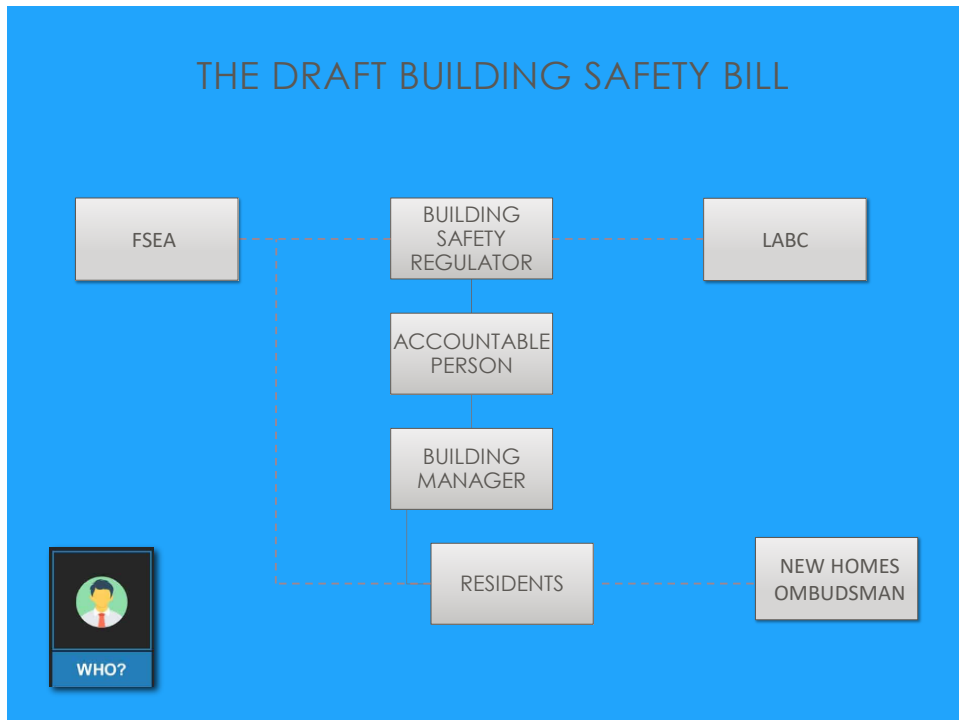 THE DRAFT BUILDING SAFETY BILL
FSEA
BUILDING
SAFETY
REGULATOR
LABC
ACCOUNTABLE
PERSON
BUILDING
MANAGER
RESIDENTS
NEW HOMES
OMBUDSMAN
WHO?